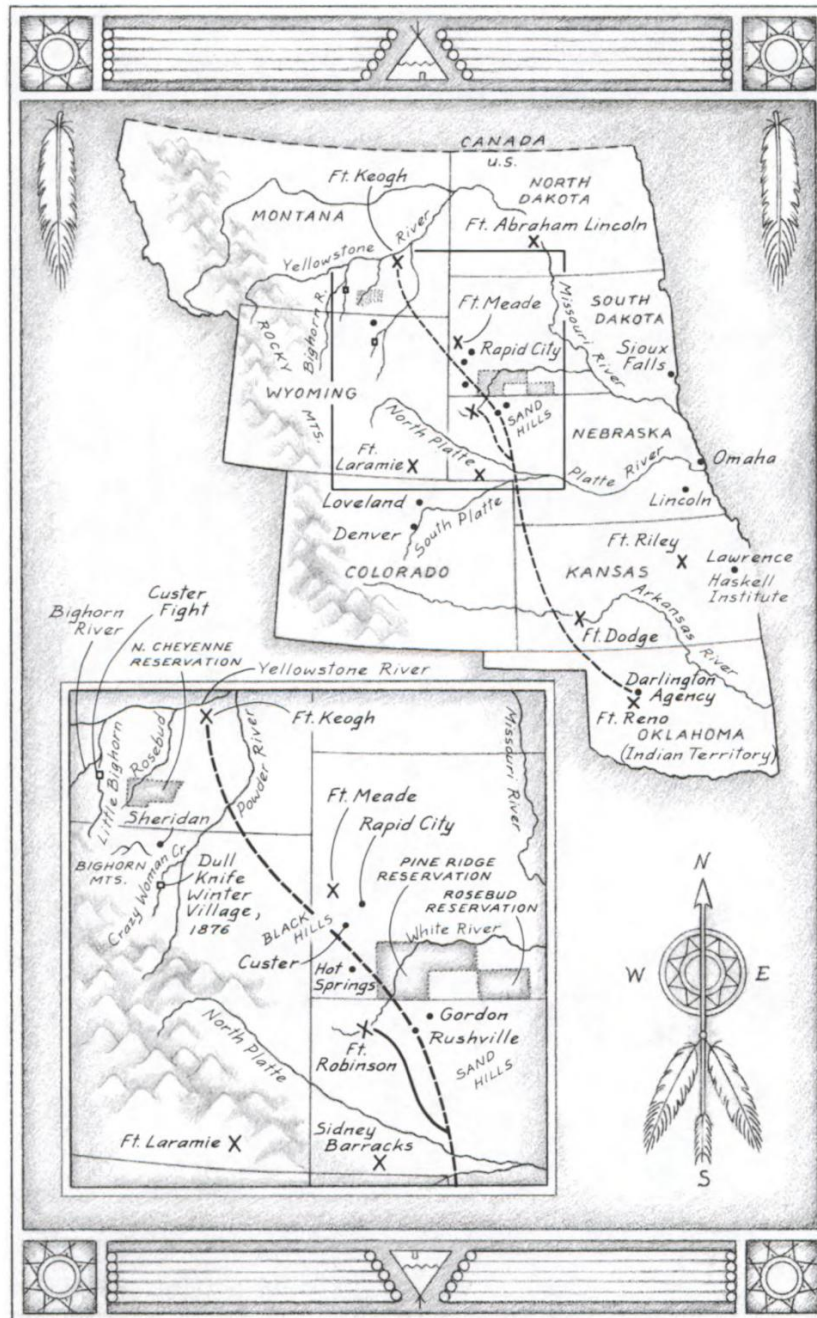 CANADA
U.S.
Ft. Keogh
NORTH
DAKOTA
MONTANA
Ft. Abraham Lincoln
Yellowstone River
Bighorn R.
Ft. Meade
Missouri River
SOUTH
DAKOTA
ROCKY
MTS.
Rapid City
Sioux
Falls
WYOMING
SAND
HILLS
North Platte
NEBRASKA
Ft.
Laramie
Platte River
Omaha
Loveland
Lincoln
South Platte
Denver
Ft. Riley
Lawrence
Haskell
Institute
COLORADO
KANSAS
Arkansas
River
Ft. Dodge
Darlington
Agency
Ft. Reno
OKLAHOMA
(Indian Territory)
Custer
Fight
Bighorn
River
N. CHEYENNE
RESERVATION
Yellowstone River
Ft. Keogh
Little Bighorn
Rosebud
Powder River
Missouri River
Sheridan
Ft. Meade
Rapid City
BIGHORN
MTS.
Crazy Woman Cr.
Dull
Knife
Winter
Village,
1876
PINE RIDGE
RESERVATION
ROSEBUD
RESERVATION
BLACK
HILLS
White River
Custer
Hot
Springs
Gordon
Rushville
North
Platte
Ft.
Robinson
SAND
HILLS
Ft. Laramie
Sidney
Barracks
N
W
E
S